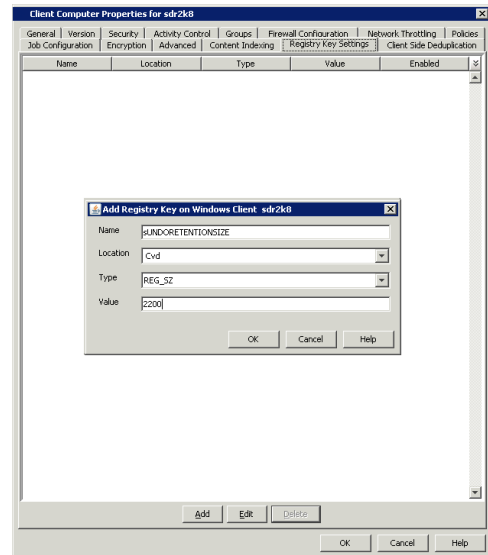 Client Computer Properties for sdr2k8
General Version Security Activity Control Groups Firewall Configuration Network Throttling Policies
Job Configuration Encryption Advanced Content Indexing Registry Key Settings Client Side Deduplication
Name Location Type Value Enabled
Add Registry Key on Windows Client sdr2k8
Name sUNDORETENTIONSIZE
Location Cvd
Type REG_SZ
Value 2200
OK Cancel Help
Add Edit Delete
OK Cancel Help